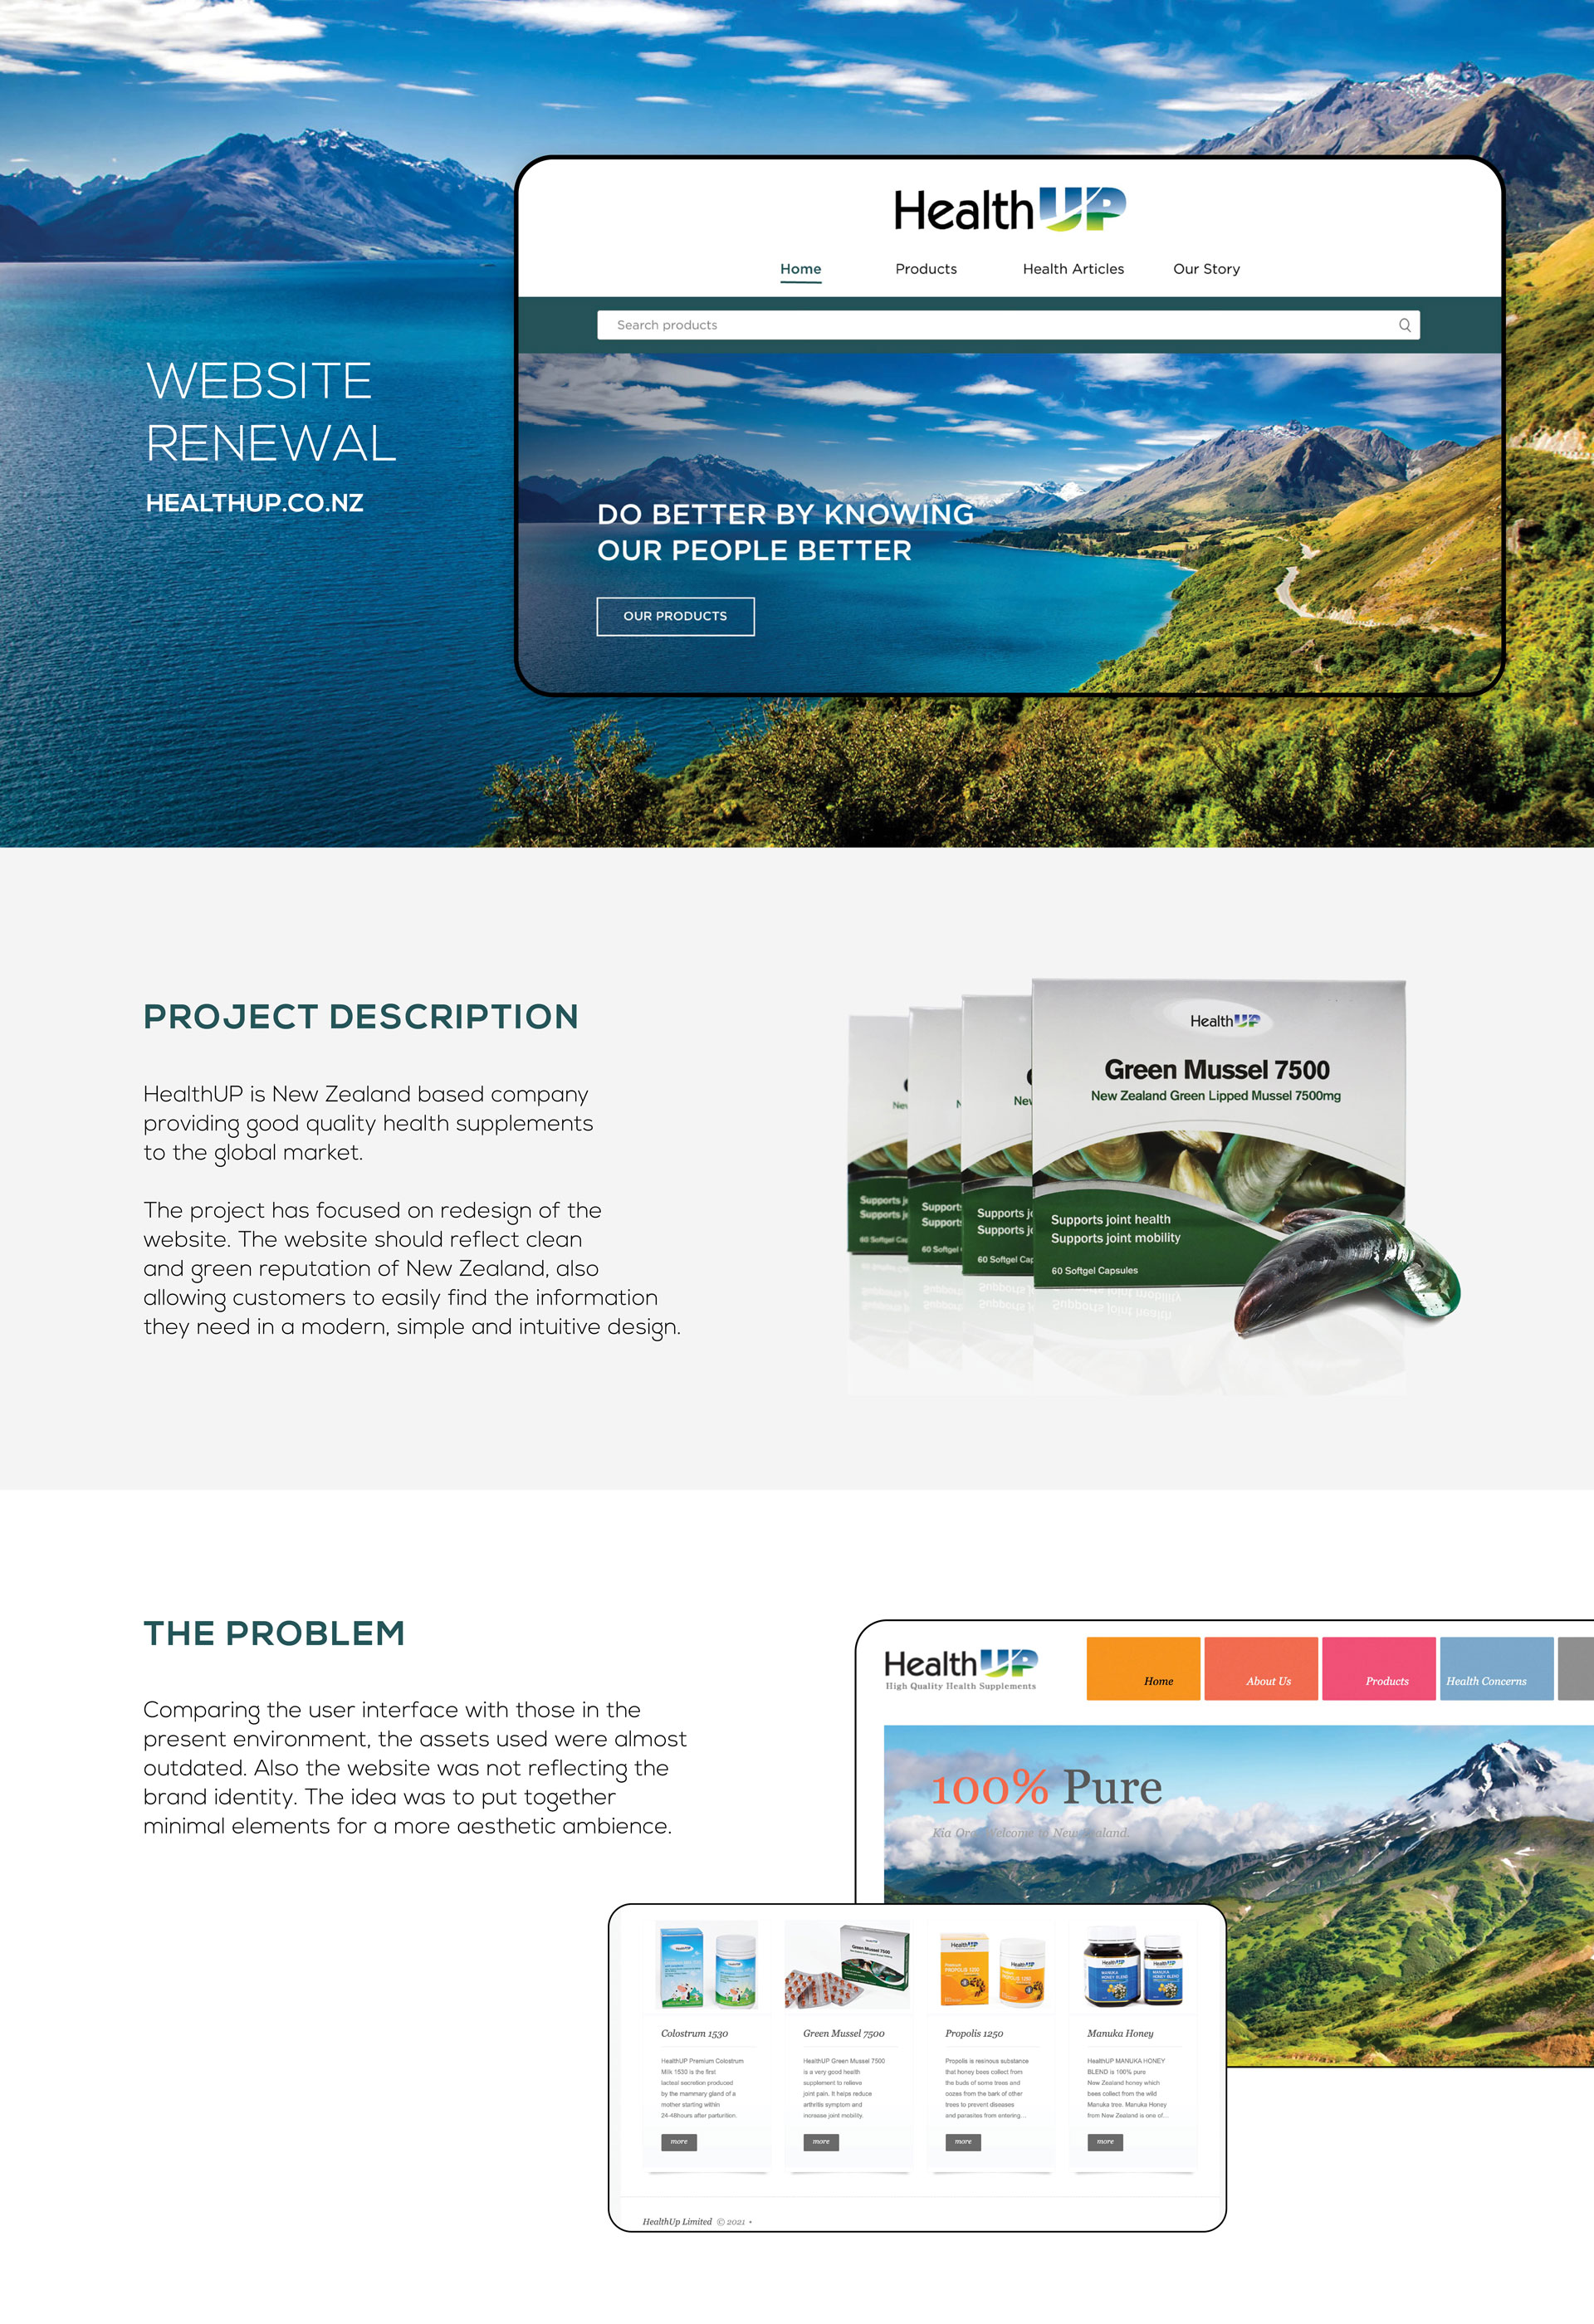 HealthUP
Home Products Health Articles Our Story
Search products
WEBSITE
RENEWAL
HEALTHUP.CO.NZ
DO BETTER BY KNOWING
OUR PEOPLE BETTER
OUR PRODUCTS
PROJECT DESCRIPTION
HealthUP is New Zealand based company
providing good quality health supplements
to the global market.
The project has focused on redesign of the
website. The website should reflect clean
and green reputation of New Zealand, also
allowing customers to easily find the information
they need in a modern, simple and intuitive design.
HealthUP
Green Mussel 7500
New Zealand Green Lipped Mussel 7500mg
Supports joint health
Supports joint mobility
60 Softgel Capsules
THE PROBLEM
Comparing the user interface with those in the
present environment, the assets used were almost
outdated. Also the website was not reflecting the
brand identity. The idea was to put together
minimal elements for a more aesthetic ambience.
HealthUP
High Quality Health Supplements
Home About Us Products Health Concerns
100% Pure
Kia Ora Welcome to New Zealand.
Colostrum 1530
HealthUP Premium Colostrum
Milk 1530 is the first
lacteal secretion produced
by the mammary gland of a
mother starting within
24-48hours after parturition.
more
Green Mussel 7500
HealthUP Green Mussel 7500
is a very good health
supplement to relieve
joint pain. It helps reduce
arthritis symptom and
increase joint mobility.
more
Propolis 1250
Propolis is resinous substance
that honey bees collect from
the buds of some trees and
oozes from the bark of other
trees to prevent diseases
and parasites from entering...
more
Manuka Honey
HealthUP MANUKA HONEY
BLEND is 100% pure
New Zealand honey which
bees collect from the wild
Manuka tree. Manuka Honey
from New Zealand is one of...
more
HealthUp Limited © 2021 •